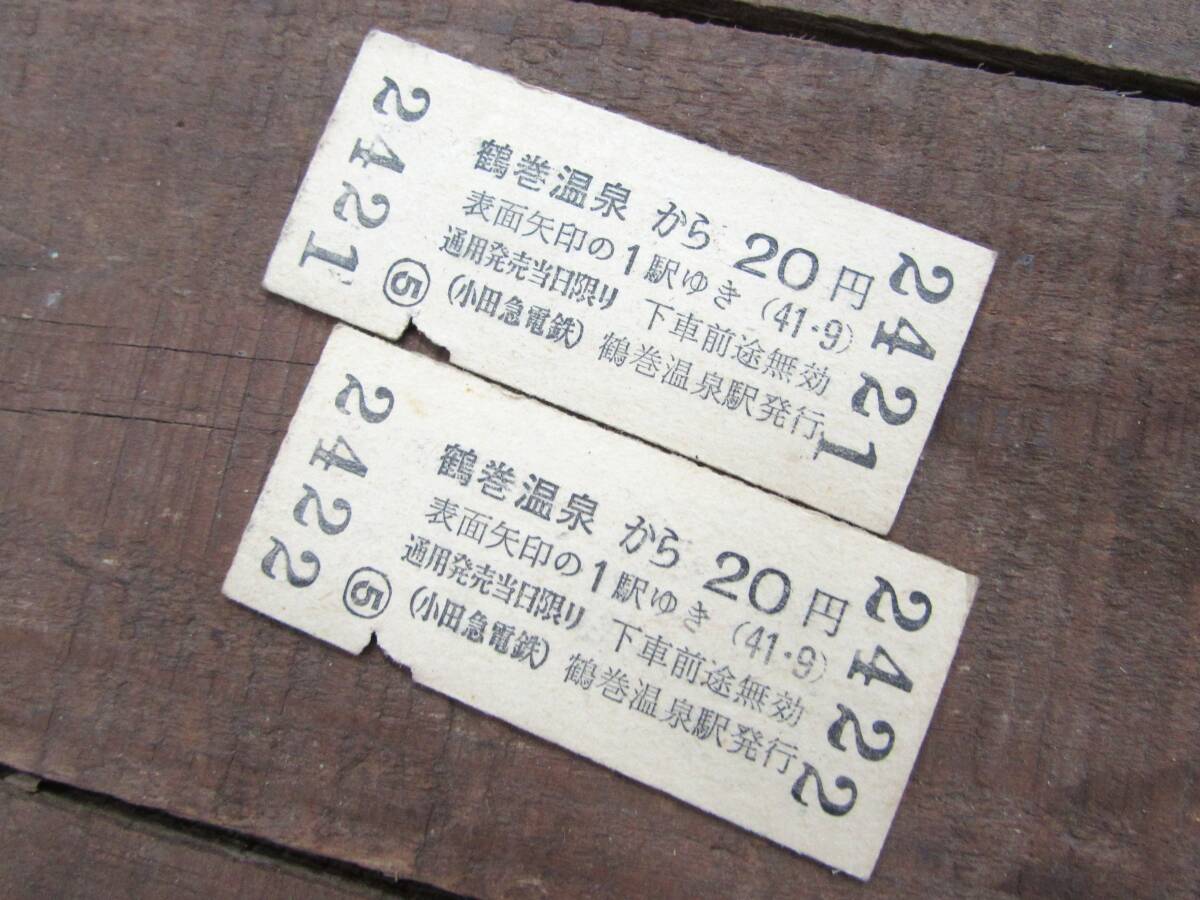 2421
鶴巻温泉 から 20円
表面矢印の1駅ゆき (41・9)
通用発売当日限り 下車前途無効
⑤ (小田急電鉄) 鶴巻温泉駅発行
2421
2422
鶴巻温泉 から 20円
表面矢印の1駅ゆき (41・9)
通用発売当日限り 下車前途無効
⑤ (小田急電鉄) 鶴巻温泉駅発行
2422